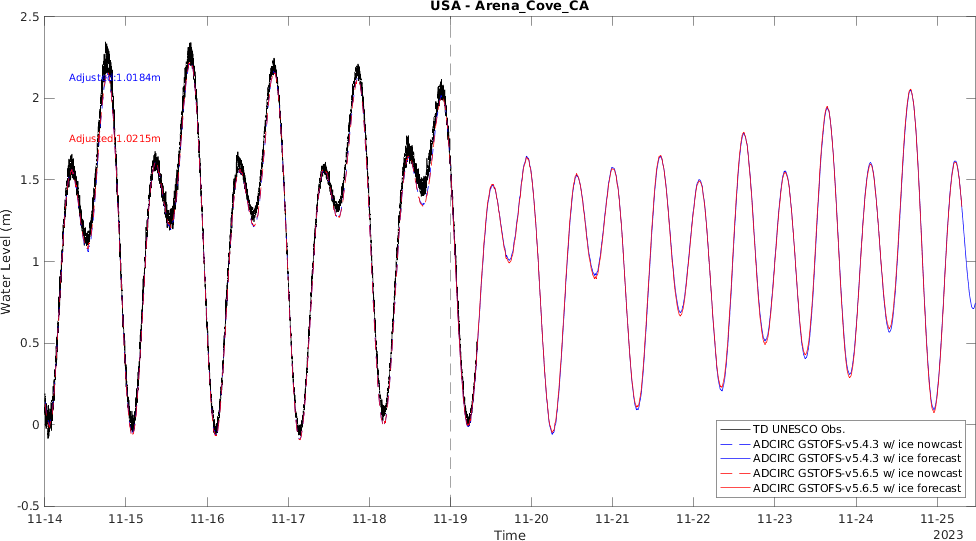 USA - Arena_Cove_CA
2.5
2
1.5
1
0.5
0
-0.5
Water Level (m)
Adjusted:1.0184m
Adjusted:1.0215m
TD UNESCO Obs.
ADCIRC GSTOFS-v5.4.3 w/ ice nowcast
ADCIRC GSTOFS-v5.4.3 w/ ice forecast
ADCIRC GSTOFS-v5.6.5 w/ ice nowcast
ADCIRC GSTOFS-v5.6.5 w/ ice forecast
11-14 11-15 11-16 11-17 11-18 11-19 11-20 11-21 11-22 11-23 11-24 11-25
Time
2023